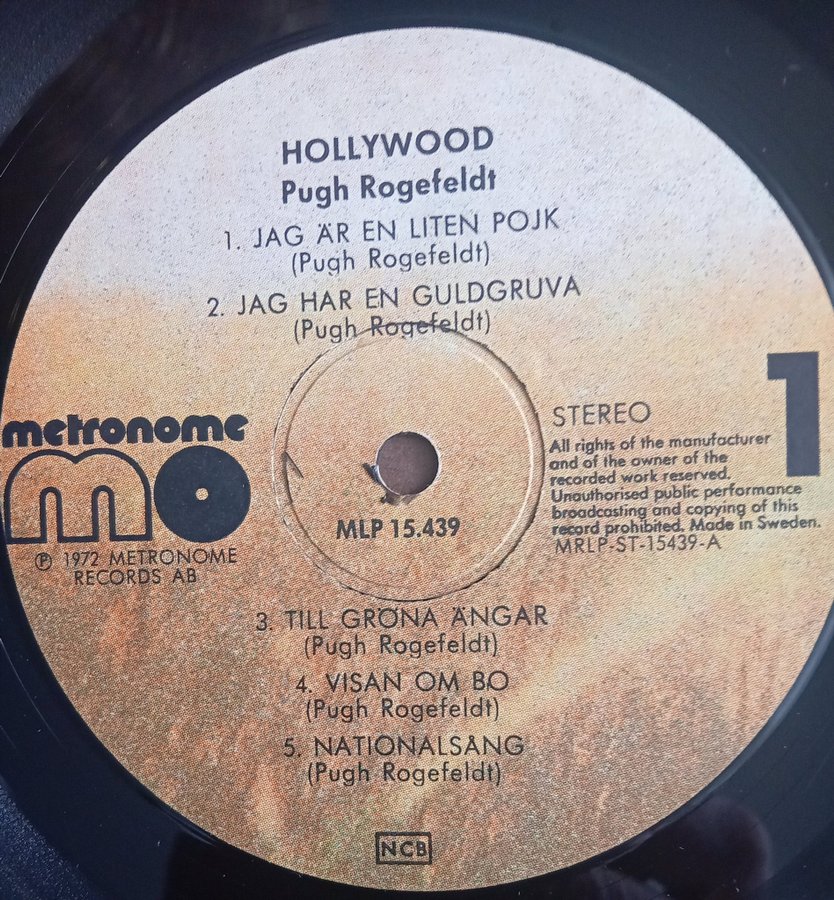 HOLLYWOOD
Pugh Rogefeldt
1. JAG ÄR EN LITEN POJK
(Pugh Rogefeldt)
2. JAG HAR EN GULDGRUVA
(Pugh Rogefeldt)
metronome
mo
℗ 1972 METRONOME
RECORDS AB
MLP 15.439
1
STEREO
All rights of the manufacturer
and of the owner of the
recorded work reserved.
Unauthorised public performance
broadcasting and copying of this
record prohibited. Made in Sweden.
MRLP-ST-15439-A
3. TILL GRÖNA ÄNGAR
(Pugh Rogefeldt)
4. VISAN OM BO
(Pugh Rogefeldt)
5. NATIONALSÅNG
(Pugh Rogefeldt)
NCB